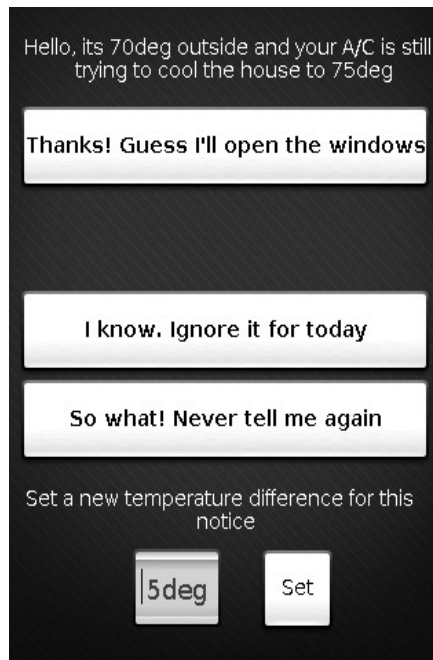 Hello, its 70deg outside and your A/C is still
trying to cool the house to 75deg
Thanks! Guess I'll open the windows
I know. Ignore it for today
So what! Never tell me again
Set a new temperature difference for this
notice
5deg
Set